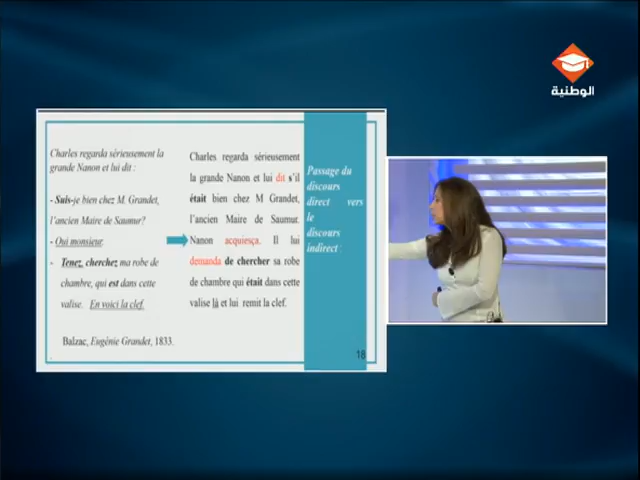 الوطنية
Charles regarda sérieusement la
grande Nanon et lui dit :
- Suis-je bien chez M. Grandet,
l'ancien Maire de Saumur?
- Oui monsieur.
- Tenez, cherchez ma robe de
chambre, qui est dans cette
valise. En voici la clef.
Balzac, Eugénie Grandet, 1833.
Charles regarda sérieusement
la grande Nanon et lui dit s'il
était bien chez M Grandet,
l'ancien Maire de Saumur.
Nanon acquiesça. Il lui
demanda de chercher sa robe
de chambre qui était dans cette
valise là et lui remit la clef.
Passage du
discours
direct vers
le
discours
indirect :
18